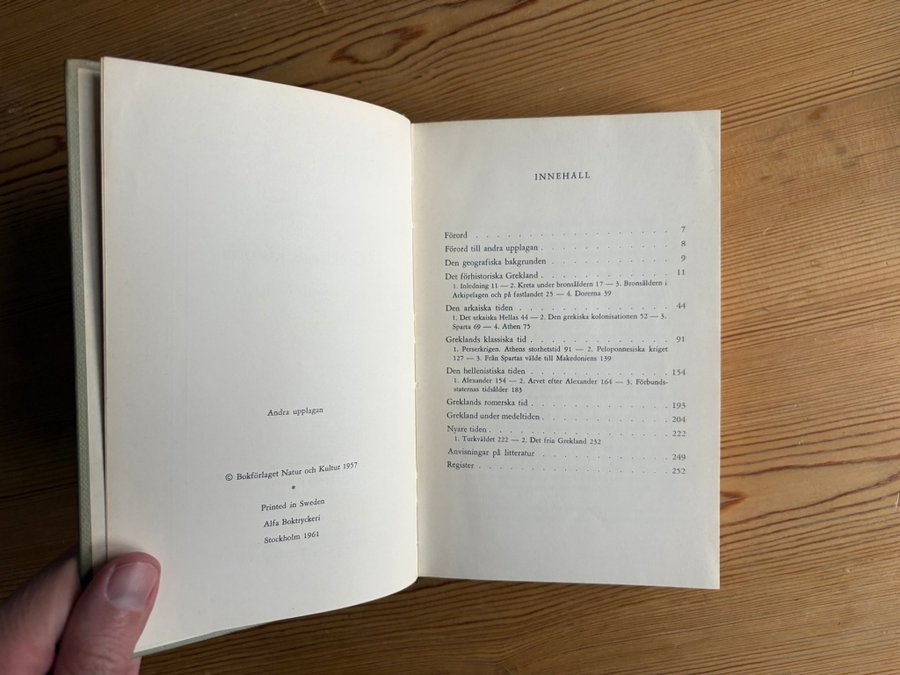 Andra upplagan
© Bokförlaget Natur och Kultur 1957
*
Printed in Sweden
Alfa Boktryckeri
Stockholm 1961
INNEHALL
Förord . . . . . . . . . . . . . . . . 7
Förord till andra upplagan . . . . . . . . . . 8
Den geografiska bakgrunden . . . . . . . . . . 9
Det förhistoriska Grekland . . . . . . . . . . 11
1. Inledning 11 — 2. Kreta under bronsåldern 17 — 3. Bronsåldern i
Arkipelagen och på fastlandet 25 — 4. Dorerna 39
Den arkaiska tiden . . . . . . . . . . . . 44
1. Det arkaiska Hellas 44 — 2. Den grekiska kolonisationen 52 — 3.
Sparta 69 — 4. Athen 75
Greklands klassiska tid . . . . . . . . . . . 91
1. Perserkrigen. Athens storhetstid 91 — 2. Peloponnesiska kriget
127 — 3. Från Spartas välde till Makedoniens 139
Den hellenistiska tiden . . . . . . . . . . . 154
1. Alexander 154 — 2. Arvet efter Alexander 164 — 3. Förbunds-
staternas tidsålder 183
Greklands romerska tid . . . . . . . . . . . 195
Grekland under medeltiden . . . . . . . . . . 204
Nyare tiden . . . . . . . . . . . . . . 222
1. Turkväldet 222 — 2. Det fria Grekland 232
Anvisningar på litteratur . . . . . . . . . . 249
Register . . . . . . . . . . . . . . . 252